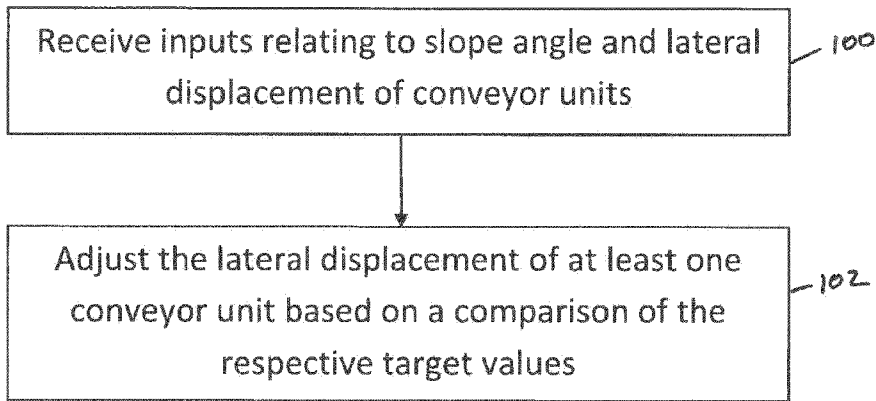 Receive inputs relating to slope angle and lateral
displacement of conveyor units
100
Adjust the lateral displacement of at least one
conveyor unit based on a comparison of the
respective target values
102